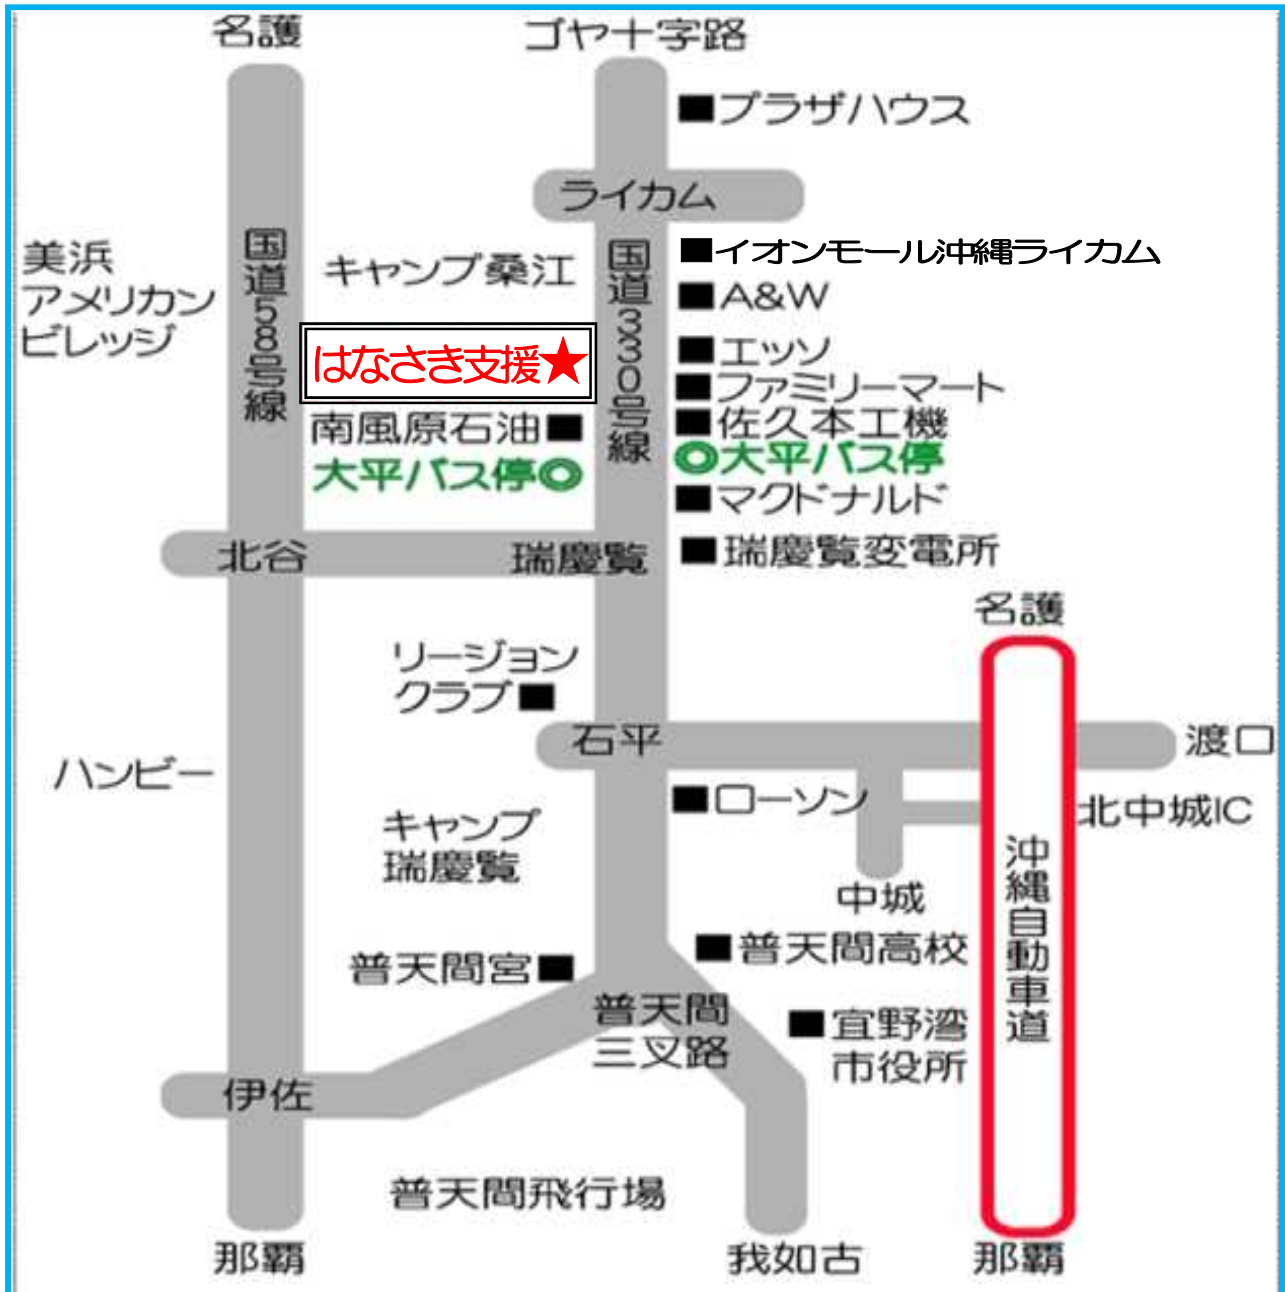 名護
ゴヤ十字路
■プラザハウス
ライカム
美浜
アメリカン
ビレッジ
国道58号線
キャンプ桑江
国道330号線
■イオンモール沖縄ライカム
■A&W
はなさき支援★
■エッソ
■ファミリーマート
南風原石油■
■佐久本工機
大平バス停◎
◎大平バス停
■マクドナルド
北谷
瑞慶覧
■瑞慶覧変電所
名護
リージョン
クラブ■
石平
渡口
ハンビー
■ローソン
北中城IC
キャンプ
瑞慶覧
中城
沖縄自動車道
普天間宮■
■普天間高校
普天間
三叉路
■宜野湾
市役所
伊佐
普天間飛行場
那覇
我如古
那覇